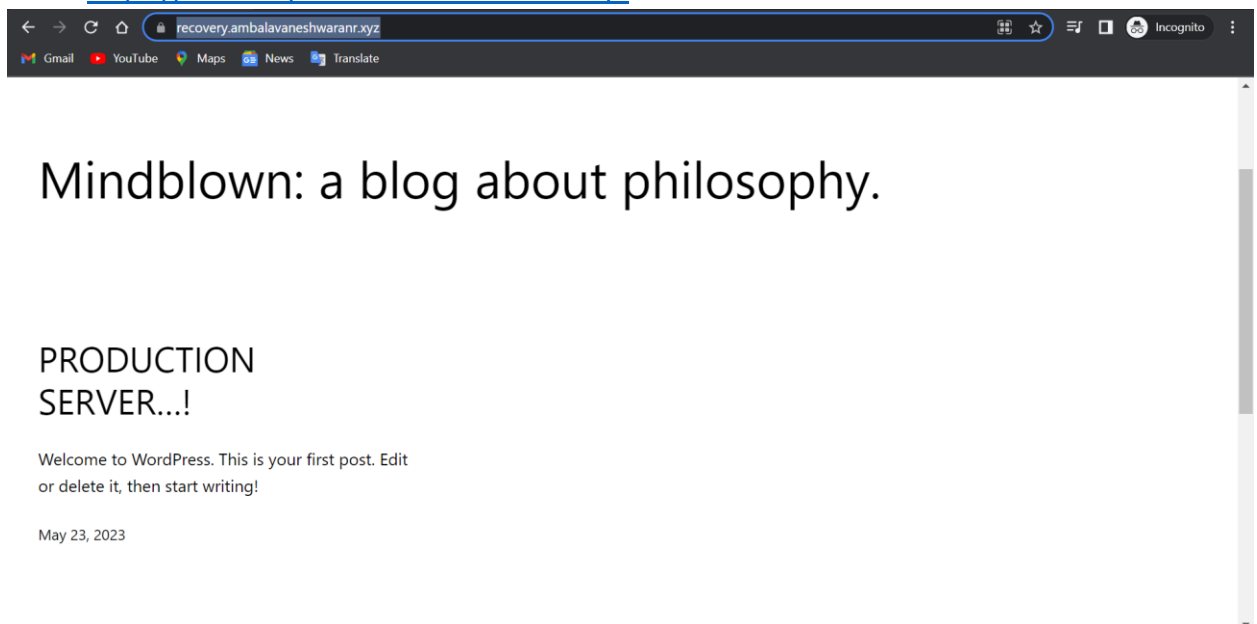 recovery.ambalavaneshwaranr.xyz
Incognito
Gmail YouTube Maps News Translate
Mindblown: a blog about philosophy.
PRODUCTION
SERVER...!
Welcome to WordPress. This is your first post. Edit
or delete it, then start writing!
May 23, 2023